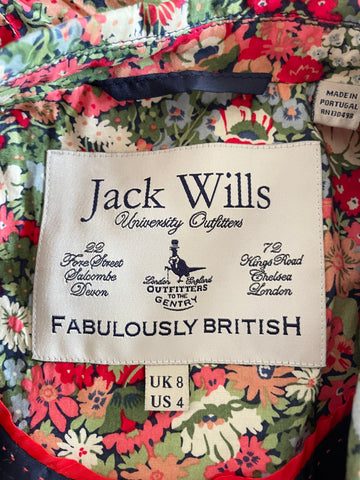 MADE IN
PORTUGAL
RN130498
Jack Wills
University Outfitters
22
Fore Street
Salcombe
Devon
72
Kings Road
Chelsea
London
London England
OUTFITTERS
TO THE
GENTRY
FABULOUSLY BRITISH
UK 8
US 4